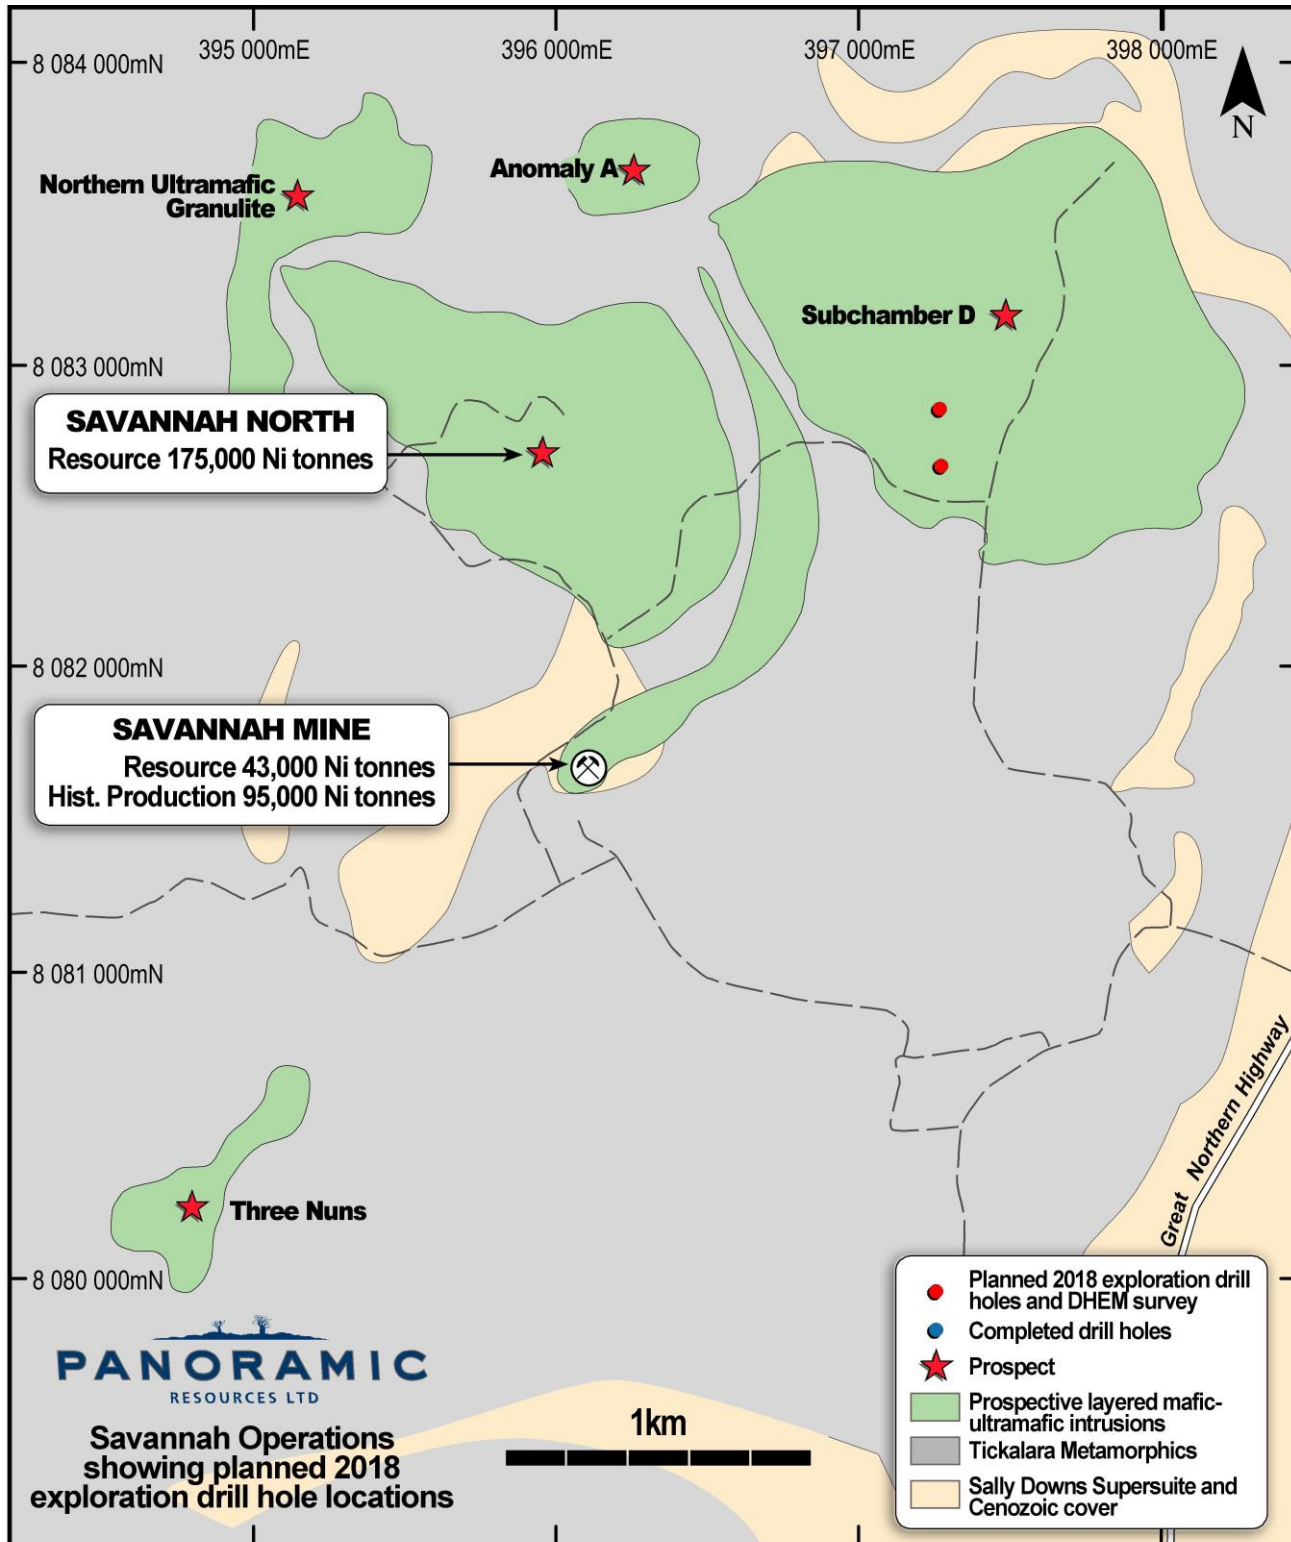 395 000mE
396 000mE
397 000mE
398 000mE
8 084 000mN
N
Northern Ultramafic
Granulite
Anomaly A
Subchamber D
8 083 000mN
SAVANNAH NORTH
Resource 175,000 Ni tonnes
8 082 000mN
SAVANNAH MINE
Resource 43,000 Ni tonnes
Hist. Production 95,000 Ni tonnes
8 081 000mN
Great Northern Highway
Three Nuns
8 080 000mN
PANORAMIC
RESOURCES LTD
Savannah Operations
showing planned 2018
exploration drill hole locations
1km
Planned 2018 exploration drill
holes and DHEM survey
Completed drill holes
Prospect
Prospective layered mafic-
ultramafic intrusions
Tickalara Metamorphics
Sally Downs Supersuite and
Cenozoic cover